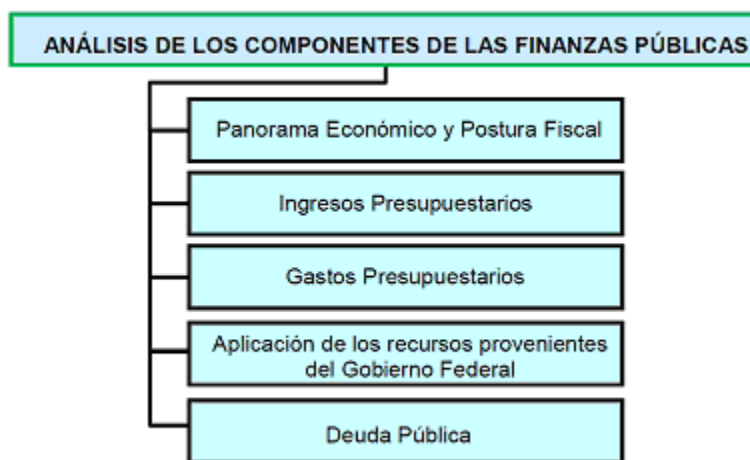 ANÁLISIS DE LOS COMPONENTES DE LAS FINANZAS PÚBLICAS
Panorama Económico y Postura Fiscal
Ingresos Presupuestarios
Gastos Presupuestarios
Aplicación de los recursos provenientes
del Gobierno Federal
Deuda Pública